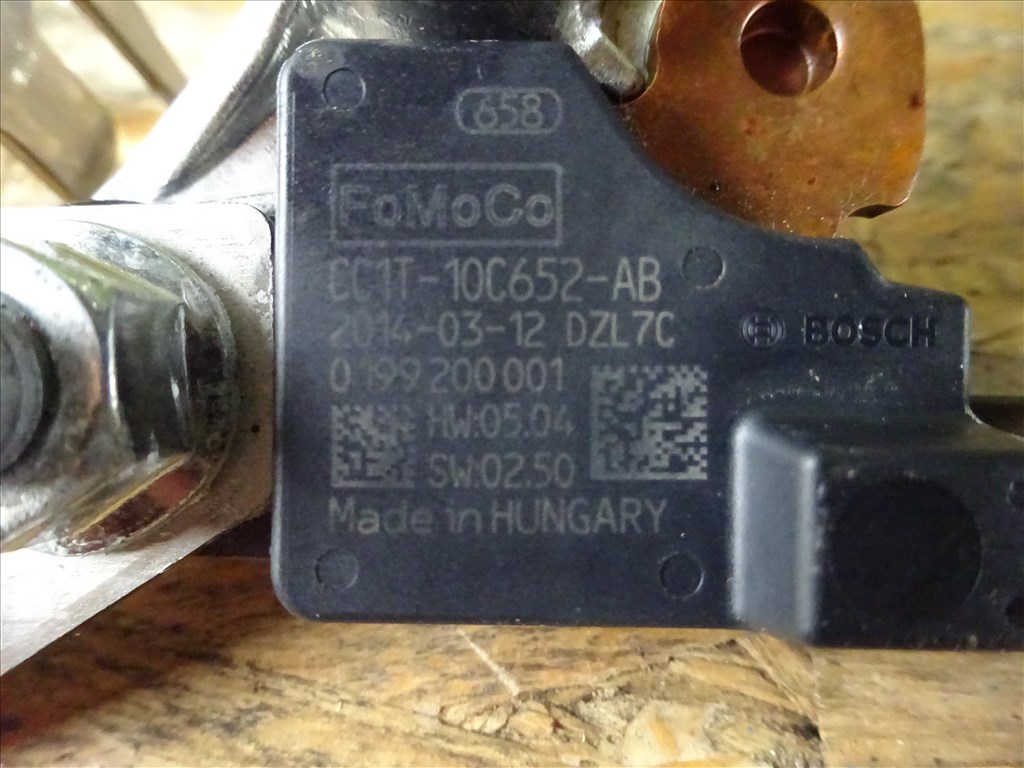 658
FoMoCo
CC1T-10C652-AB
2014-03-12 DZL7C
BOSCH
0 199 200 001
HW:05.04
SW:02.50
Made in HUNGARY